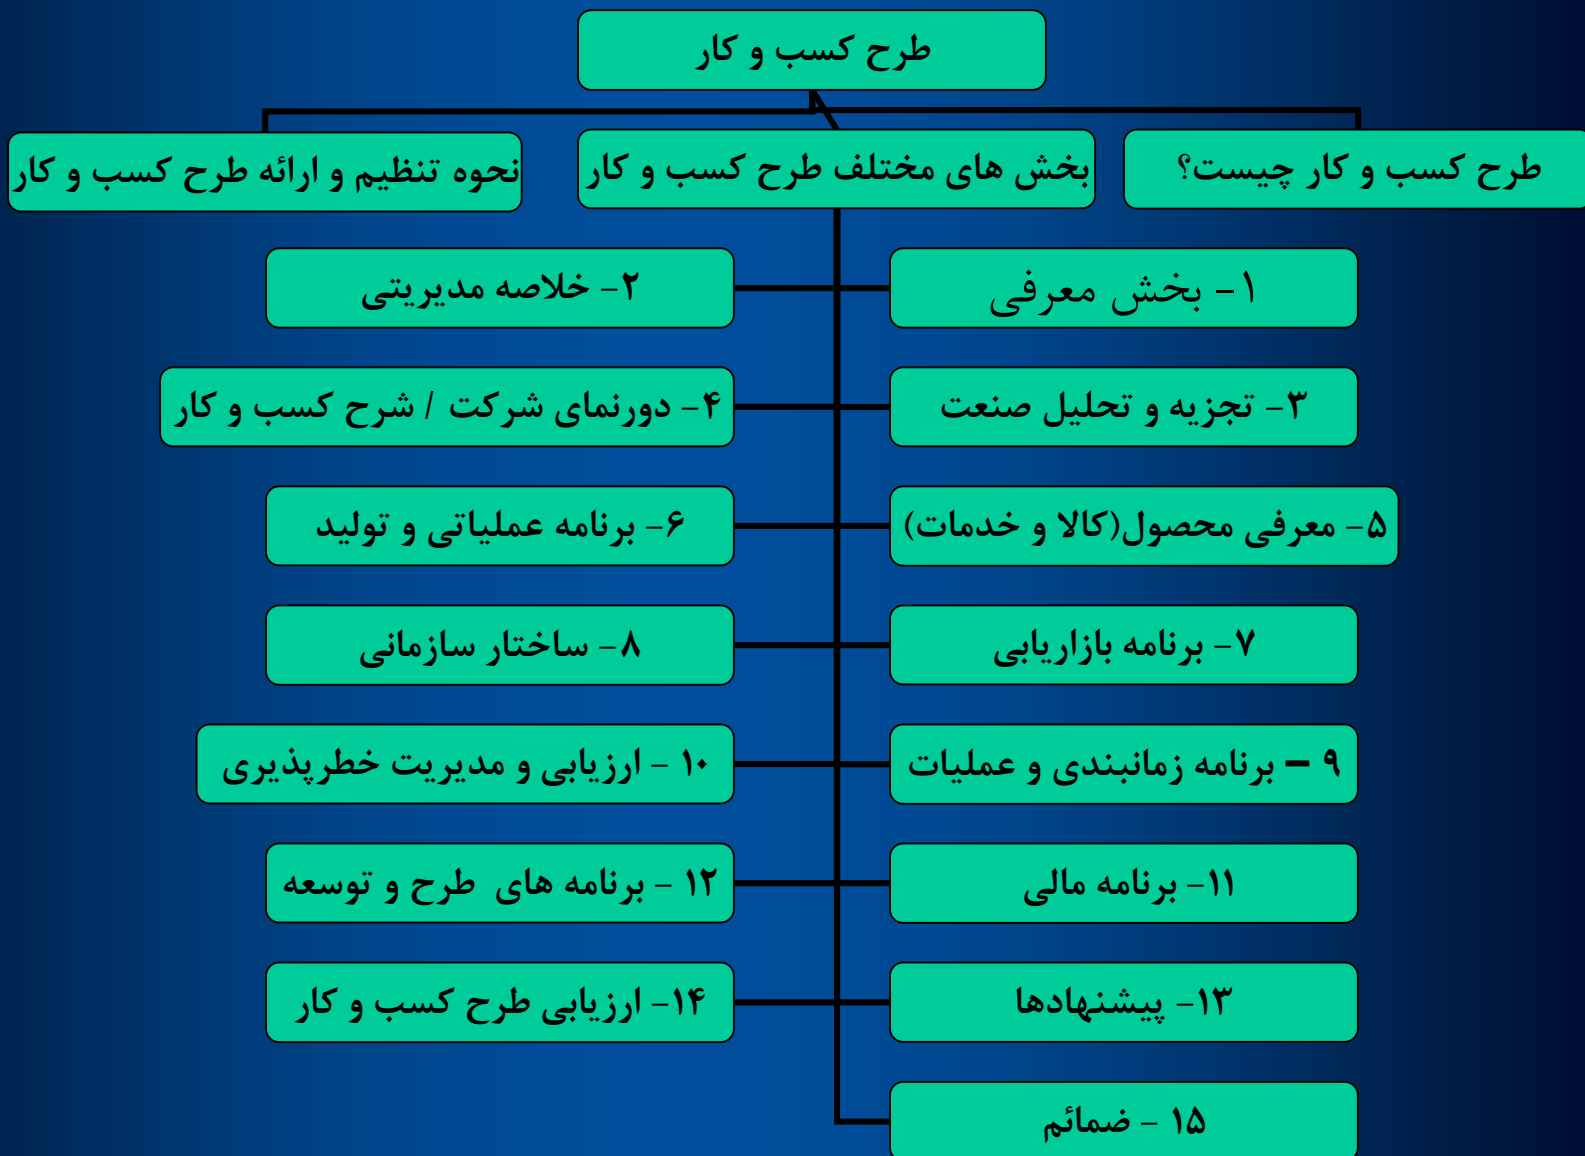 طرح کسب و کار
طرح کسب و کار چیست؟
بخش های مختلف طرح کسب و کار
نحوه تنظیم و ارائه طرح کسب و کار
۱- بخش معرفی
۲- خلاصه مدیریتی
۳- تجزیه و تحلیل صنعت
۴- دورنمای شرکت / شرح کسب و کار
۵- معرفی محصول(کالا و خدمات)
۶- برنامه عملیاتی و تولید
۷- برنامه بازاریابی
۸- ساختار سازمانی
۹ – برنامه زمانبندی و عملیات
۱۰ - ارزیابی و مدیریت خطرپذیری
۱۱- برنامه مالی
۱۲ - برنامه های طرح و توسعه
۱۳- پیشنهادها
۱۴- ارزیابی طرح کسب و کار
۱۵ - ضمائم